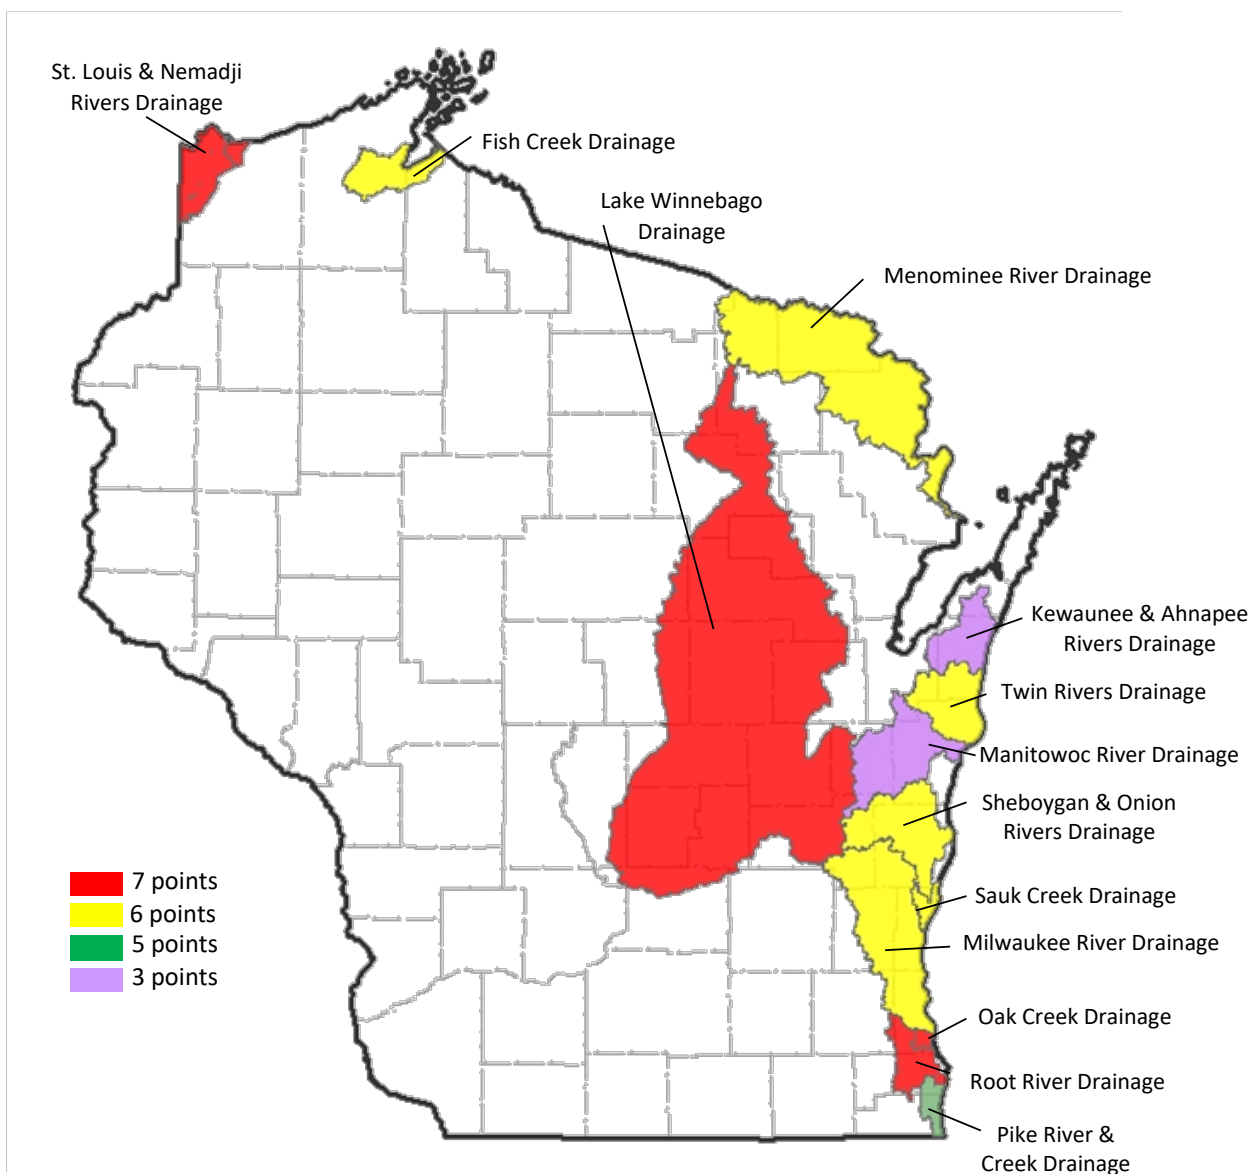 St. Louis & Nemadji
Rivers Drainage
Fish Creek Drainage
Lake Winnebago
Drainage
Menominee River Drainage
Kewaunee & Ahnapee
Rivers Drainage
Twin Rivers Drainage
Manitowoc River Drainage
Sheboygan & Onion
Rivers Drainage
7 points
6 points
5 points
3 points
Sauk Creek Drainage
Milwaukee River Drainage
Oak Creek Drainage
Root River Drainage
Pike River &
Creek Drainage